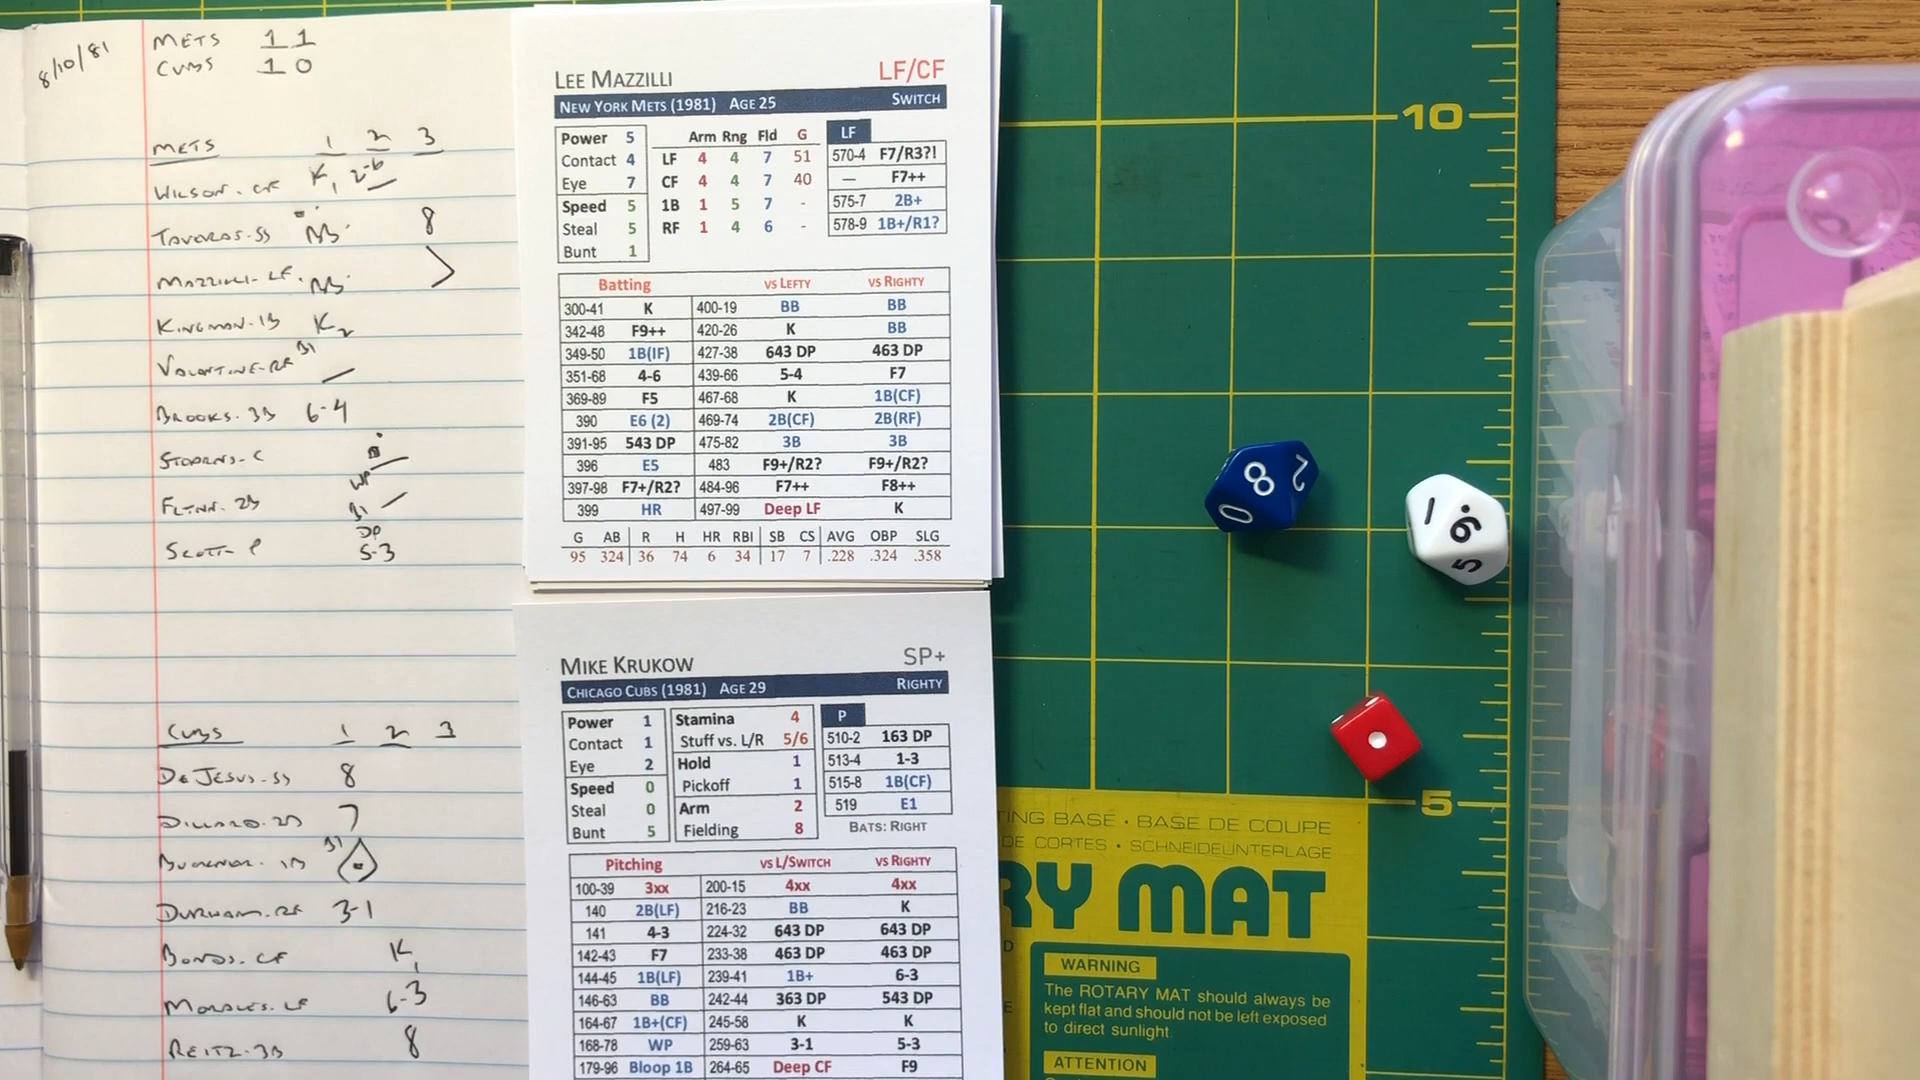 8/10/81
METS 1 1
CUBS 1 0
METS 1 2 3
WILSON. CF K, 2-6
TAVERAS. SS BB 8
MAZZILLI. LF. BB
KINGMAN. 1B K2
VALENTINE. RF
BROOKS. 3B 6-4
STEARNS. C
WP
FLYNN. 2B
DP
SCOTT. P 5-3
CUBS 1 2 3
DE JESUS. SS 8
DILLARD. 2B 7
BUCKNER. 1B
DURHAM. RF 3-1
BONDS. CF K
MORALES. LF 6-3
REITZ. 3B 8
LEE MAZZILLI LF/CF
NEW YORK METS (1981) AGE 25 SWITCH
Power 5
Contact 4
Eye 7
Speed 5
Steal 5
Bunt 1
Arm Rng Fld G
LF 4 4 7 51
CF 4 4 7 40
1B 1 5 7 -
RF 1 4 6 -
LF
570-4 F7/R3?!
— F7++
575-7 2B+
578-9 1B+/R1?
Batting VS LEFTY VS RIGHTY
300-41 K 400-19 BB BB
342-48 F9++ 420-26 K BB
349-50 1B(IF) 427-38 643 DP 463 DP
351-68 4-6 439-66 5-4 F7
369-89 F5 467-68 K 1B(CF)
390 E6 (2) 469-74 2B(CF) 2B(RF)
391-95 543 DP 475-82 3B 3B
396 E5 483 F9+/R2? F9+/R2?
397-98 F7+/R2? 484-96 F7++ F8++
399 HR 497-99 Deep LF K
G AB R H HR RBI SB CS AVG OBP SLG
95 324 36 74 6 34 17 7 .228 .324 .358
MIKE KRUKOW SP+
CHICAGO CUBS (1981) AGE 29 RIGHTY
Power 1
Contact 1
Eye 2
Speed 0
Steal 0
Bunt 5
Stamina 4
Stuff vs. L/R 5/6
Hold 1
Pickoff 1
Arm 2
Fielding 8
P
510-2 163 DP
513-4 1-3
515-8 1B(CF)
519 E1
BATS: RIGHT
Pitching VS L/SWITCH VS RIGHTY
100-39 3xx 200-15 4xx 4xx
140 2B(LF) 216-23 BB K
141 4-3 224-32 643 DP 643 DP
142-43 F7 233-38 463 DP 463 DP
144-45 1B(LF) 239-41 1B+ 6-3
146-63 BB 242-44 363 DP 543 DP
164-67 1B+(CF) 245-58 K K
168-78 WP 259-63 3-1 5-3
179-96 Bloop 1B 264-65 Deep CF F9
10
8 2 0
1 6. 5
5
TING BASE · BASE DE COUPE
DE CORTES · SCHNEIDEUNTERLAGE
RY MAT
WARNING
The ROTARY MAT should always be
kept flat and should not be left exposed
to direct sunlight.
ATTENTION